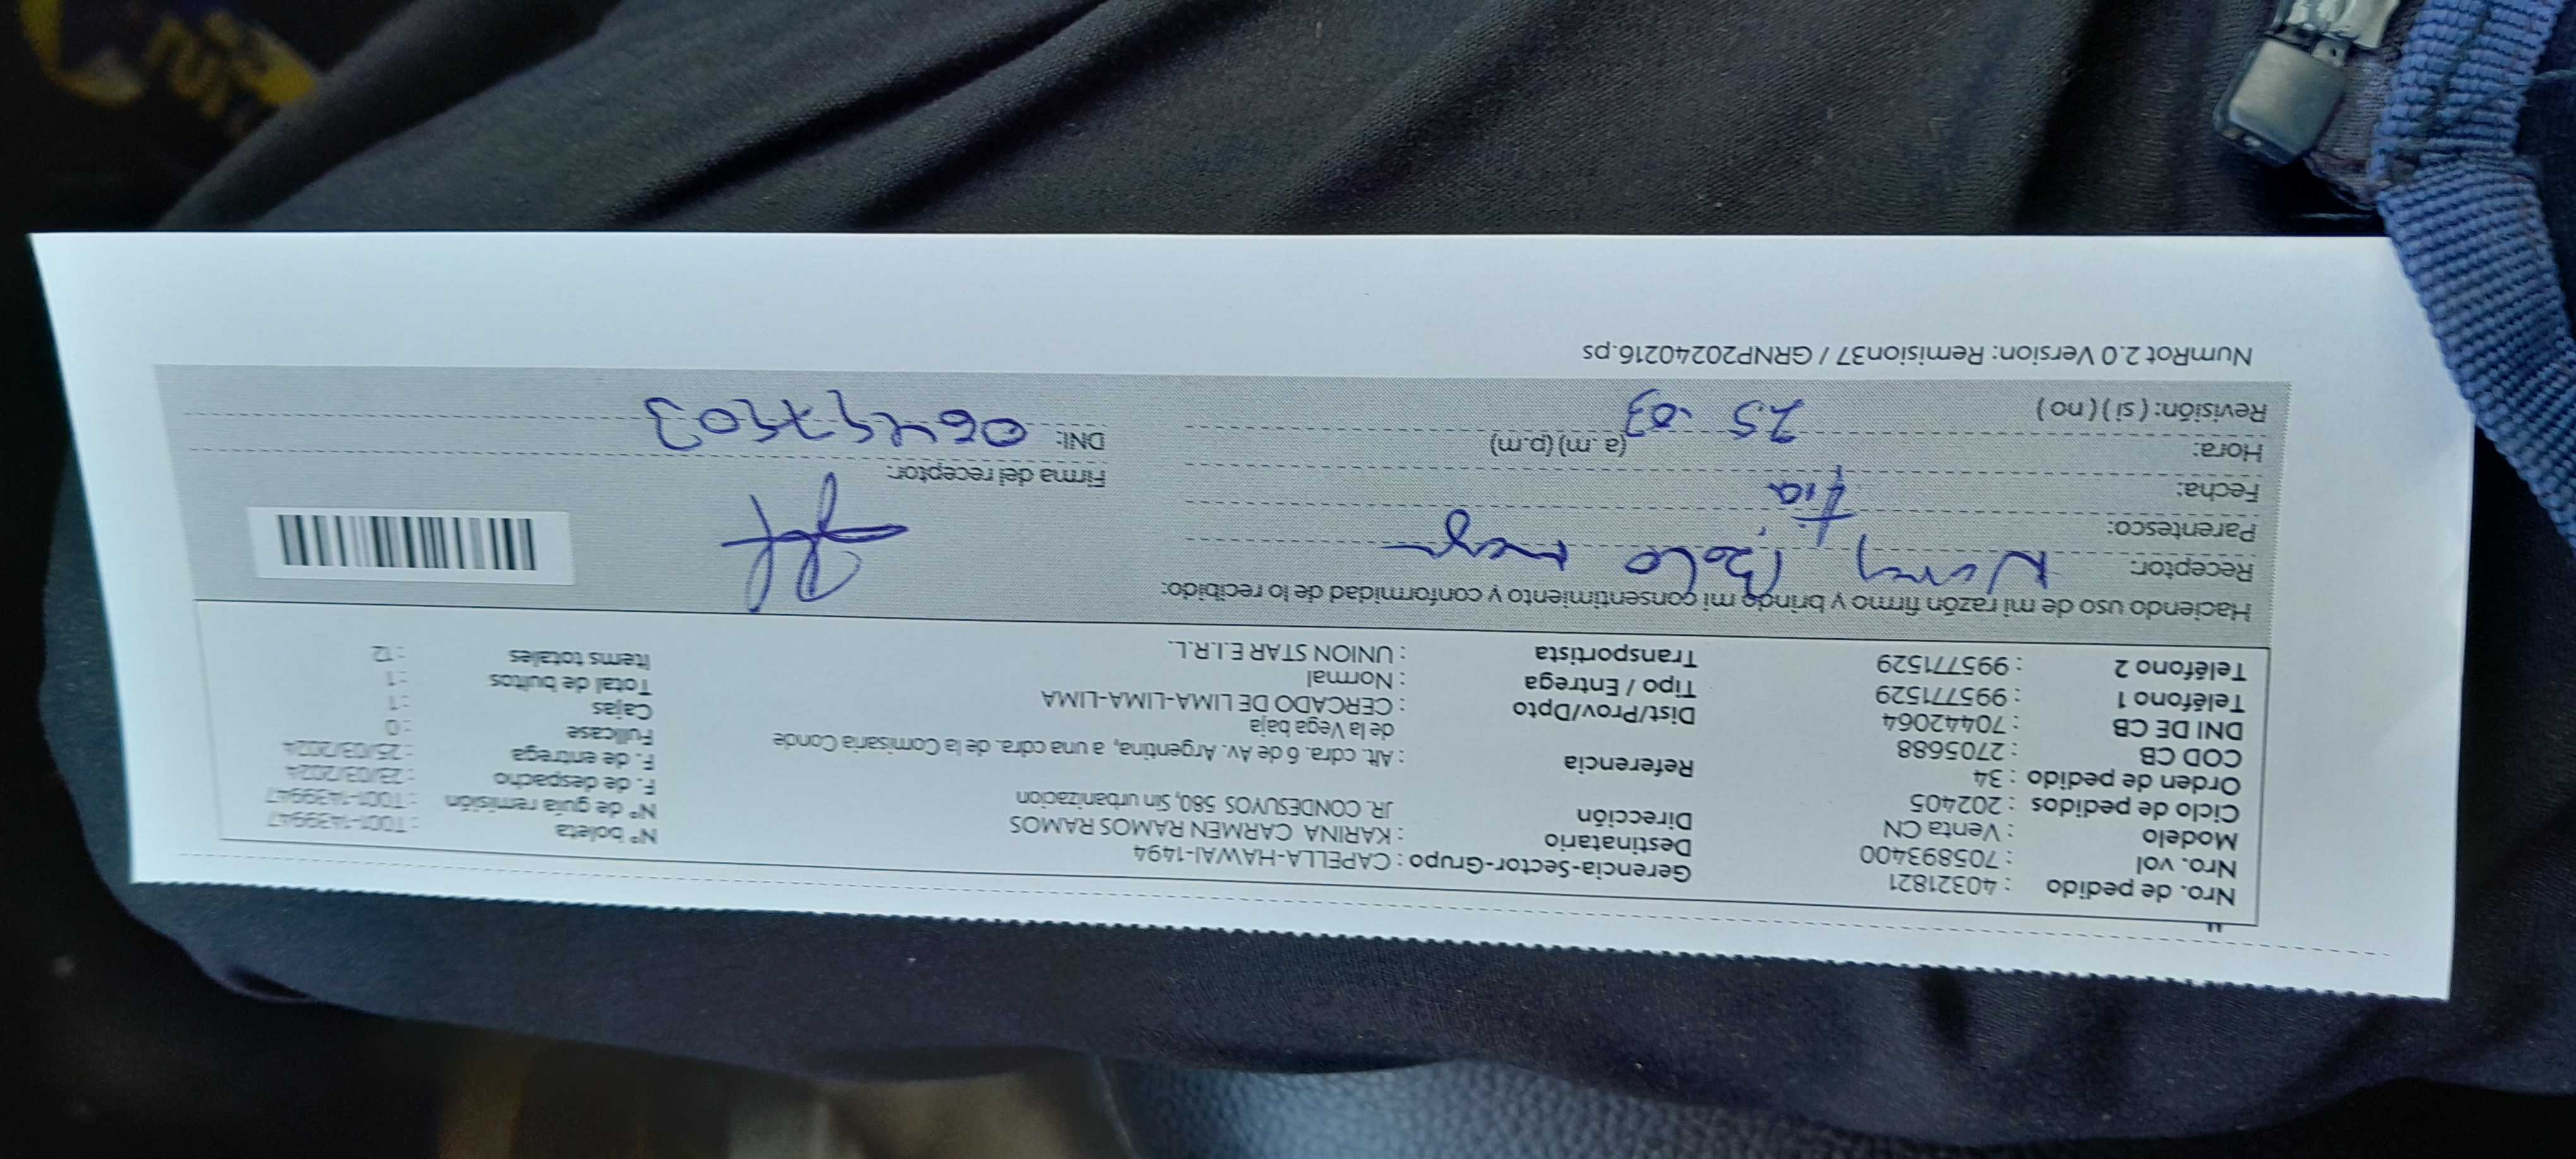 Nro. de pedido : 40321821
Nro. vol : 705893400
Modelo : Venta CN
Ciclo de pedidos : 202405
Orden de pedido : 34
COD CB : 2705688
DNI DE CB : 70442064
Teléfono 1 : 995771529
Teléfono 2 : 995771529
Gerencia-Sector-Grupo : CAPELLA-HAWAI-1494
Destinatario : KARINA CARMEN RAMOS RAMOS
Dirección JR. CONDESUYOS 580, Sin urbanizacion
Referencia : Alt. cdra. 6 de Av. Argentina, a una cdra. de la Comisaria Conde
de la Vega baja
Dist/Prov/Dpto : CERCADO DE LIMA-LIMA-LIMA
Tipo / Entrega : Normal
Transportista : UNION STAR E.I.R.L.
N° boleta : T001-1439947
N° de guía remisión : T001-1439947
F. de despacho : 23/03/2024
F. de entrega : 25/03/2024
Fullcase : 0
Cajas : 1
Total de bultos : 1
Items totales : 12
Haciendo uso de mi razón firmo y brindo mi consentimiento y conformidad de lo recibido:
Receptor: Nancy
Parentesco: tia
Fecha:
Hora: (a.m) (p.m) 25.03
Revisión: ( si ) ( no )
Firma del receptor:
DNI:
NumRot 2.0 Version: Remision37 / GRNP20240216.ps